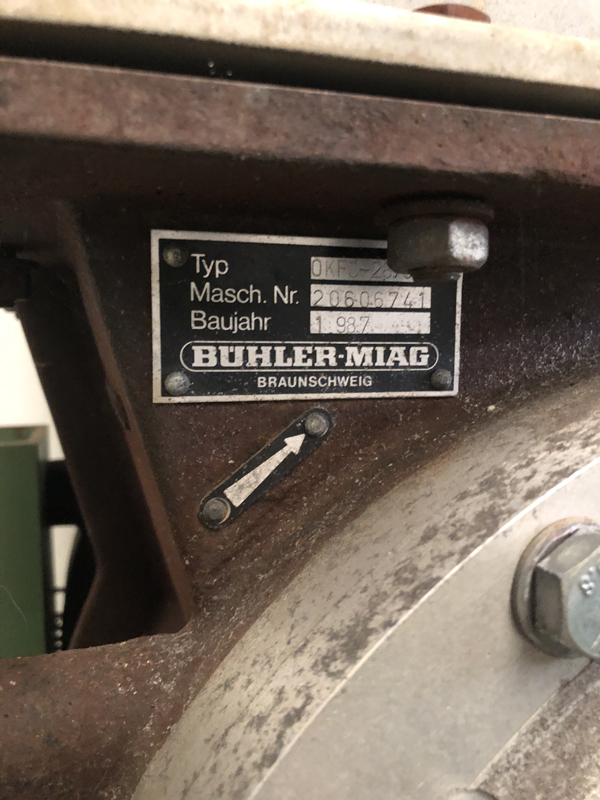 Typ
Masch. Nr. 20606741
Baujahr 1987
BÜHLER-MIAG
BRAUNSCHWEIG